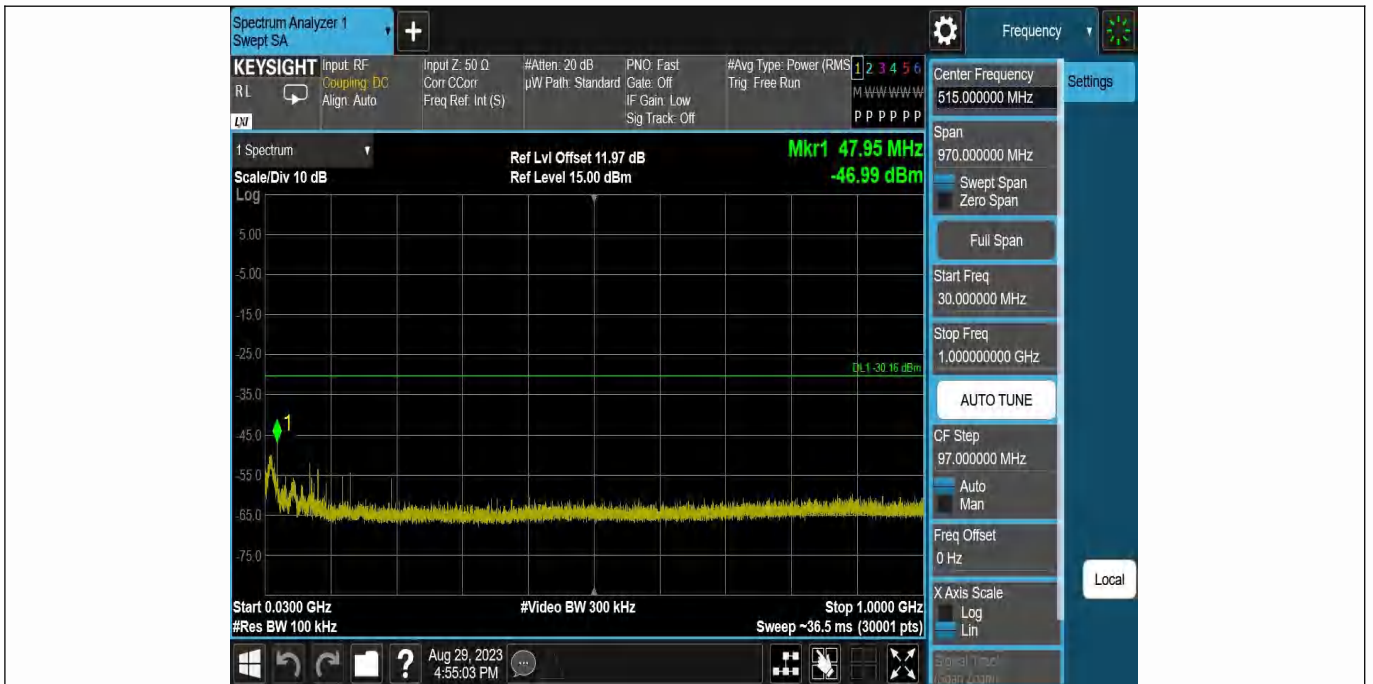 Spectrum Analyzer 1
Swept SA
+
Frequency
KEYSIGHT
RL
LXI
Input: RF
Coupling: DC
Align: Auto
Input Z: 50 Ω
Corr CCorr
Freq Ref: Int (S)
#Atten: 20 dB
µW Path: Standard
PNO: Fast
Gate: Off
IF Gain: Low
Sig Track: Off
#Avg Type: Power (RMS
Trig: Free Run
1 2 3 4 5 6
M W W W W W
P P P P P P
Center Frequency
515.000000 MHz
Settings
1 Spectrum
Scale/Div 10 dB
Ref Lvl Offset 11.97 dB
Ref Level 15.00 dBm
Mkr1 47.95 MHz
-46.99 dBm
Span
970.000000 MHz
Swept Span
Zero Span
Full Span
Start Freq
30.000000 MHz
Stop Freq
1.000000000 GHz
AUTO TUNE
CF Step
97.000000 MHz
Auto
Man
Freq Offset
0 Hz
X Axis Scale
Log
Lin
Signal Track
(Span Zoom)
Local
Log
5.00
-5.00
-15.0
-25.0
-35.0
-45.0
-55.0
-65.0
-75.0
DL1 -30.16 dBm
1
Start 0.0300 GHz
#Res BW 100 kHz
#Video BW 300 kHz
Stop 1.0000 GHz
Sweep ~36.5 ms (30001 pts)
?
Aug 29, 2023
4:55:03 PM